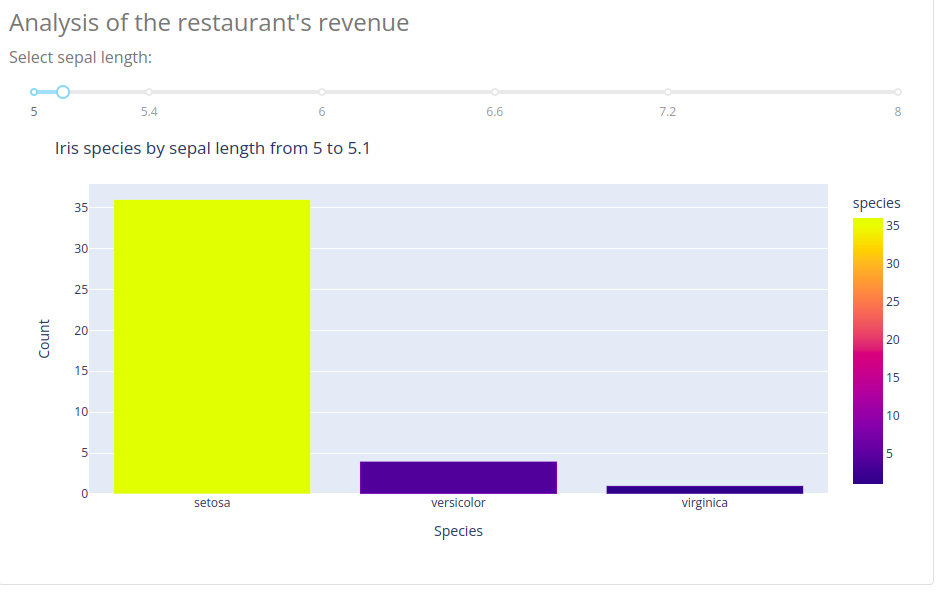 Analysis of the restaurant's revenue
Select sepal length:
5 5.4 6 6.6 7.2 8
Iris species by sepal length from 5 to 5.1
species
35
30
25
20
15
10
5
0
Count
setosa versicolor virginica
Species
35
30
25
20
15
10
5